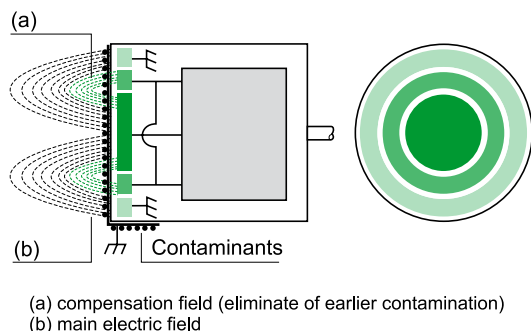 (a)
(b)
Contaminants
(a) compensation field (eliminate of earlier contamination)
(b) main electric field